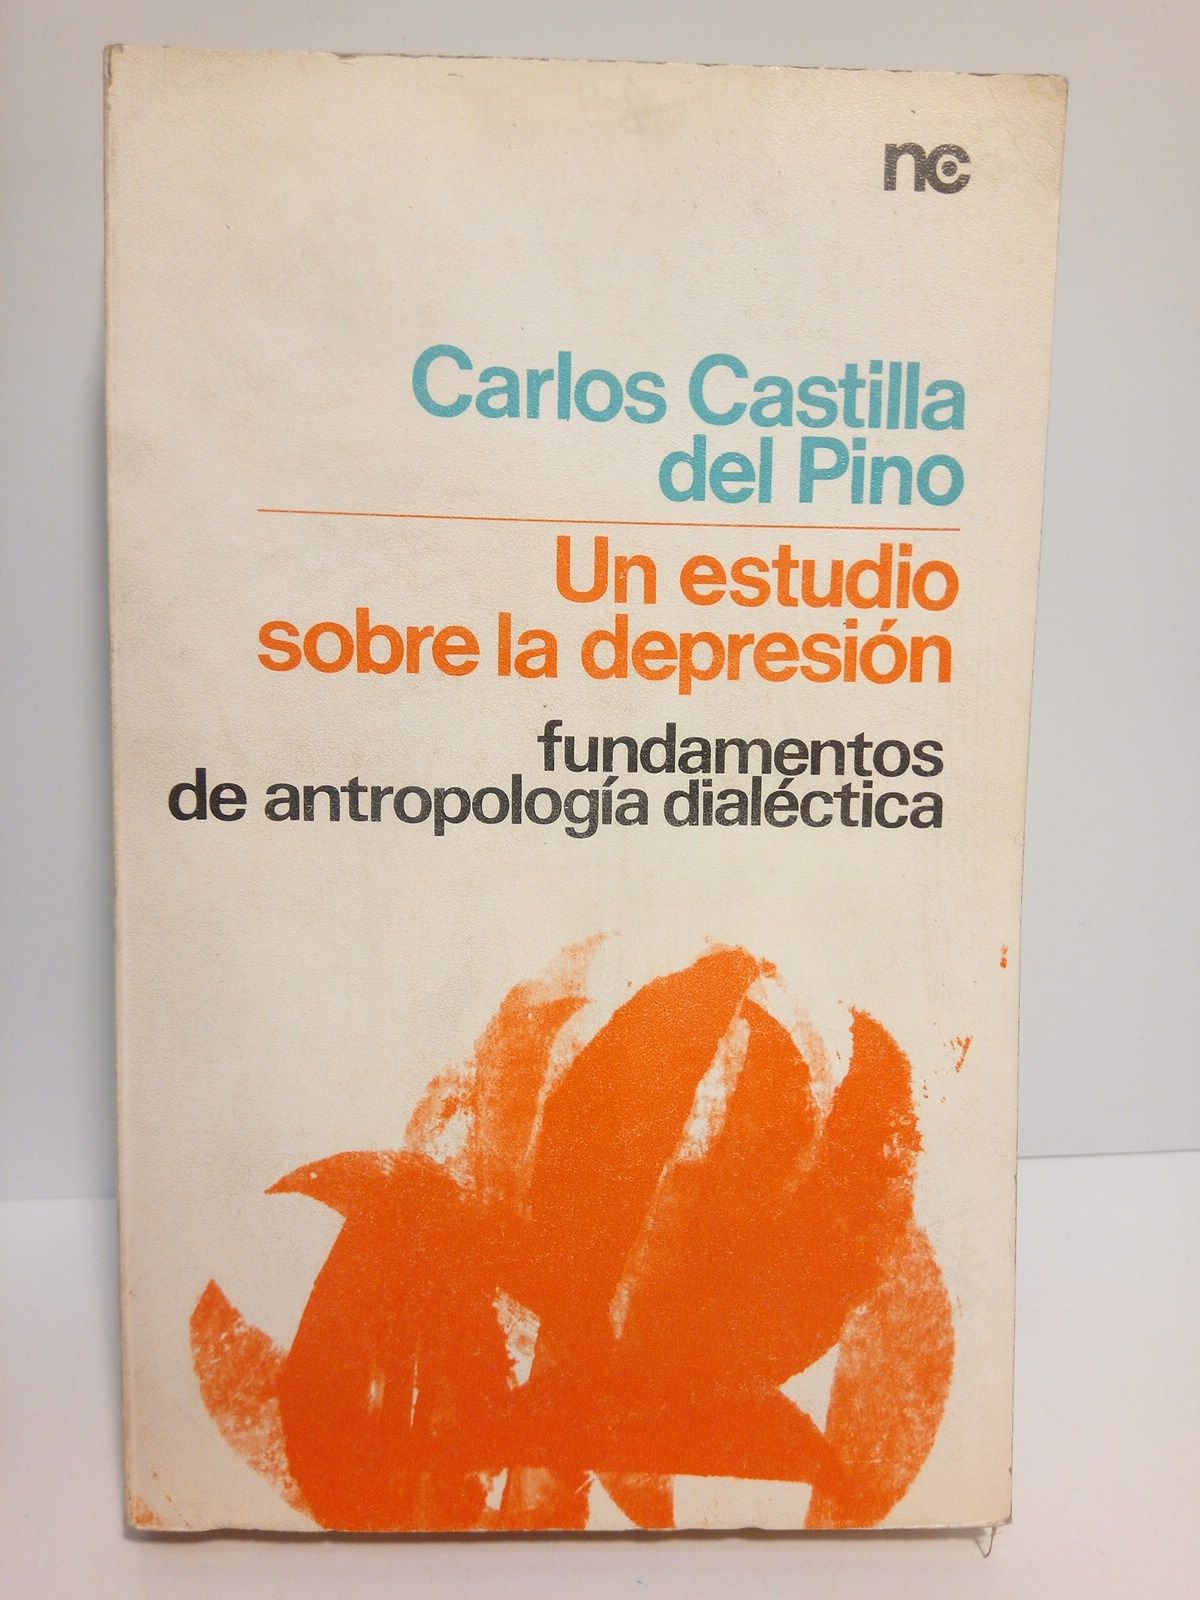 nc
Carlos Castilla
del Pino
Un estudio
sobre la depresión
fundamentos
de antropología dialéctica